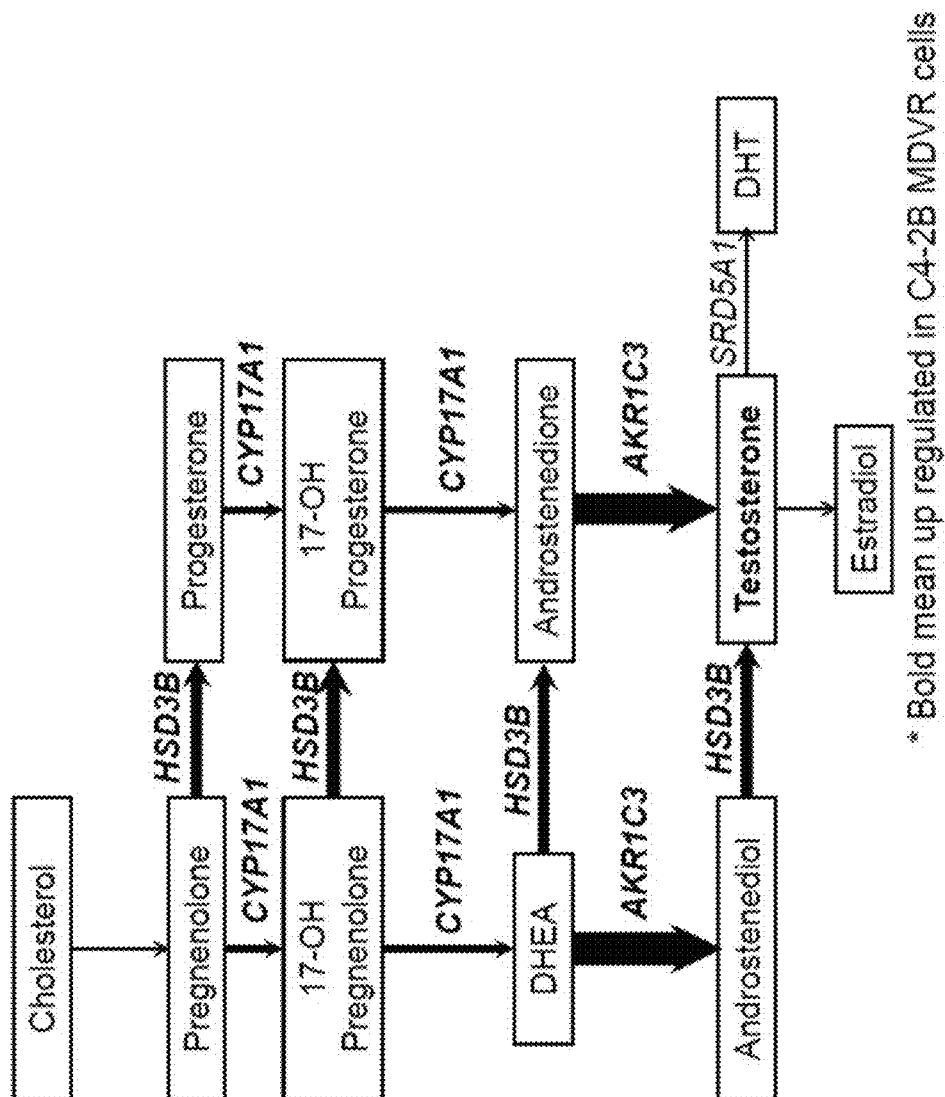 Cholesterol
Pregnenolone
HSD3B
Progesterone
CYP17A1
CYP17A1
17-OH
Pregnenolone
HSD3B
17-OH
Progesterone
CYP17A1
CYP17A1
DHEA
HSD3B
Androstenedione
AKR1C3
AKR1C3
Androstenediol
HSD3B
Testosterone
SRD5A1
DHT
Estradiol
* Bold mean up regulated in C4-2B MDVR cells